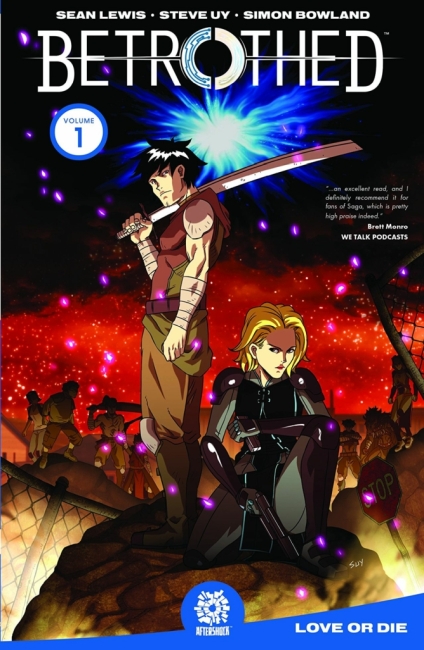 SEAN LEWIS • STEVE UY • SIMON BOWLAND
BETROTHED™
VOLUME
1
"...an excellent read, and I
definitely recommend it for
fans of Saga, which is pretty
high praise indeed."
Brett Monro
WE TALK PODCASTS
STOP
SUY
AFTERSHOCK
LOVE OR DIE